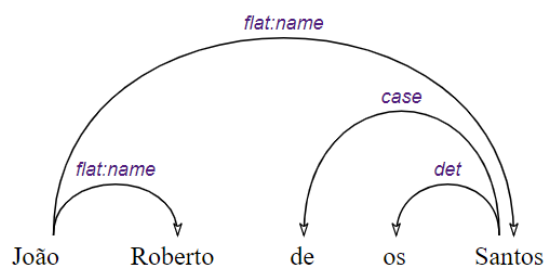 flat:name
case
flat:name
det
João Roberto de os Santos